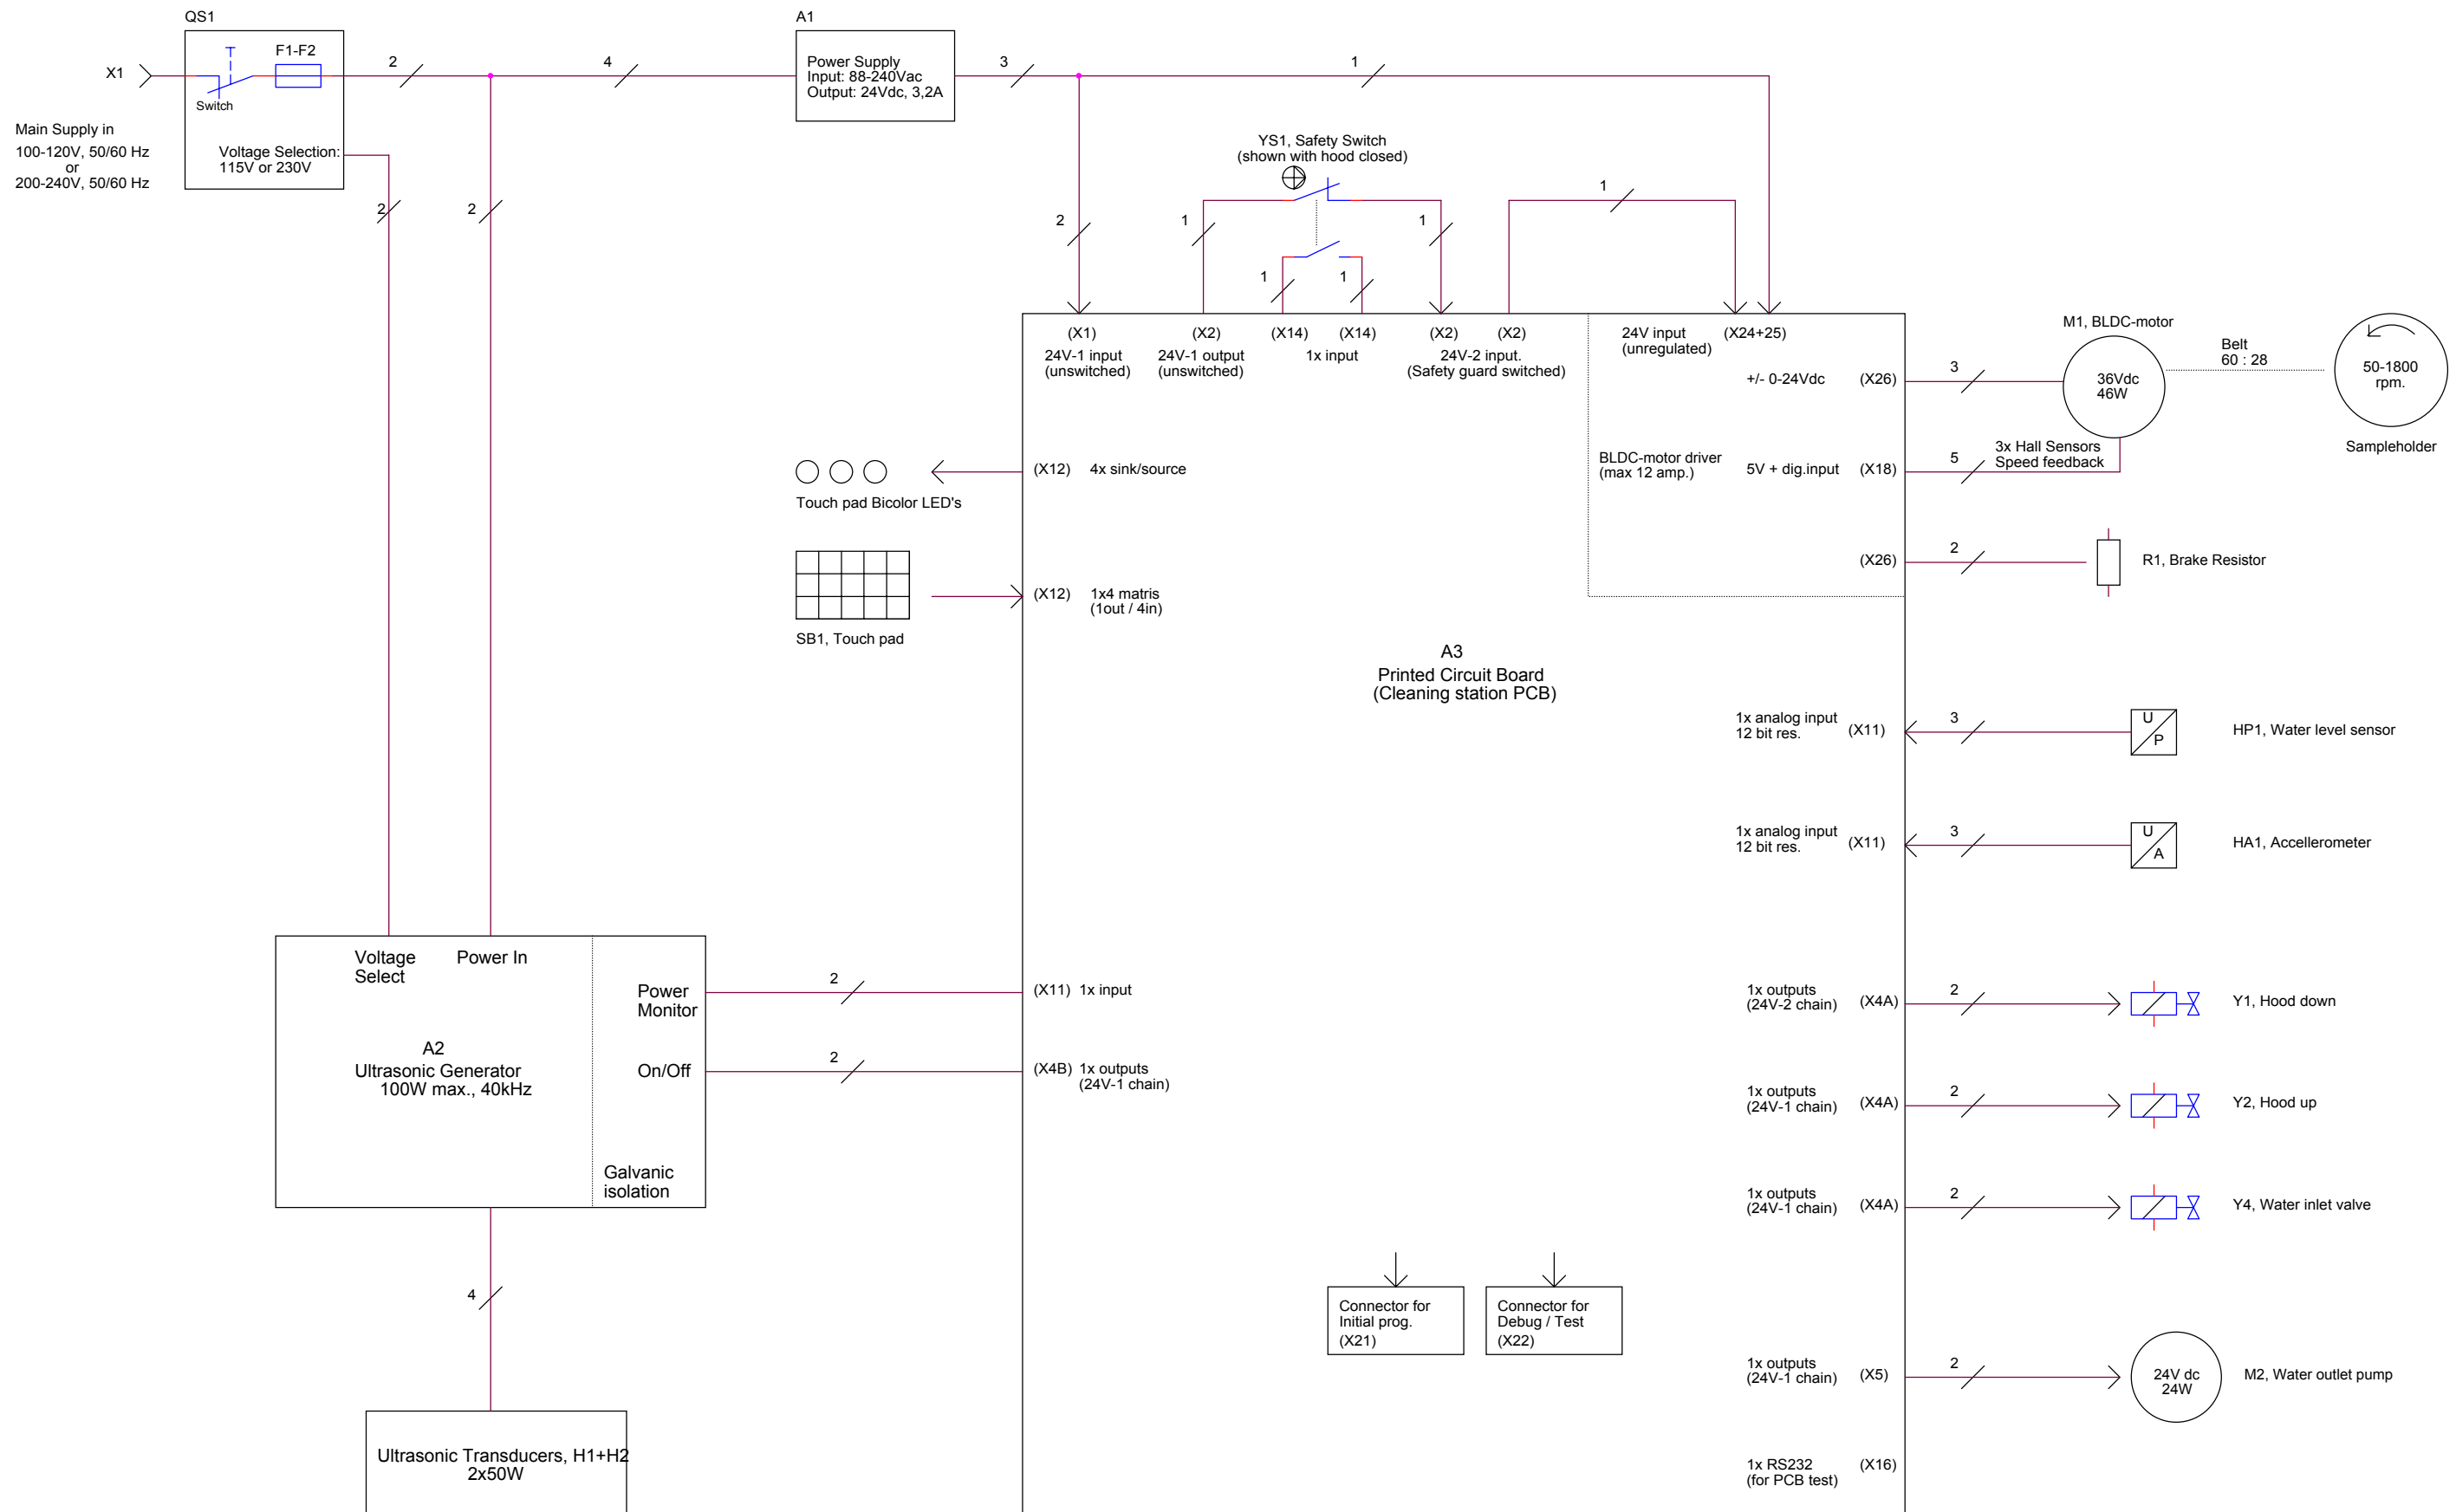 QS1
A1
X1
F1-F2
Switch
2
4
Power Supply
Input: 88-240Vac
Output: 24Vdc, 3,2A
3
1
Main Supply in
100-120V, 50/60 Hz
or
200-240V, 50/60 Hz
Voltage Selection:
115V or 230V
2
2
YS1, Safety Switch
(shown with hood closed)
2
1
1
1
1
1
(X1)
24V-1 input
(unswitched)
(X2)
24V-1 output
(unswitched)
(X14)
(X14)
1x input
(X2)
(X2)
24V-2 input.
(Safety guard switched)
24V input
(unregulated)
(X24+25)
+/- 0-24Vdc
(X26)
3
M1, BLDC-motor
36Vdc
46W
Belt
60 : 28
50-1800
rpm.
Sampleholder
Touch pad Bicolor LED's
(X12)
4x sink/source
BLDC-motor driver
(max 12 amp.)
5V + dig.input
(X18)
5
3x Hall Sensors
Speed feedback
(X26)
2
R1, Brake Resistor
SB1, Touch pad
(X12)
1x4 matris
(1out / 4in)
A3
Printed Circuit Board
(Cleaning station PCB)
1x analog input
12 bit res.
(X11)
3
U
P
HP1, Water level sensor
1x analog input
12 bit res.
(X11)
3
U
A
HA1, Accellerometer
Voltage
Select
Power In
Power
Monitor
2
(X11)
1x input
A2
Ultrasonic Generator
100W max., 40kHz
On/Off
2
(X4B)
1x outputs
(24V-1 chain)
Galvanic
isolation
1x outputs
(24V-2 chain)
(X4A)
2
Y1, Hood down
1x outputs
(24V-1 chain)
(X4A)
2
Y2, Hood up
1x outputs
(24V-1 chain)
(X4A)
2
Y4, Water inlet valve
4
Connector for
Initial prog.
(X21)
Connector for
Debug / Test
(X22)
1x outputs
(24V-1 chain)
(X5)
2
24V dc
24W
M2, Water outlet pump
Ultrasonic Transducers, H1+H2
2x50W
1x RS232
(for PCB test)
(X16)